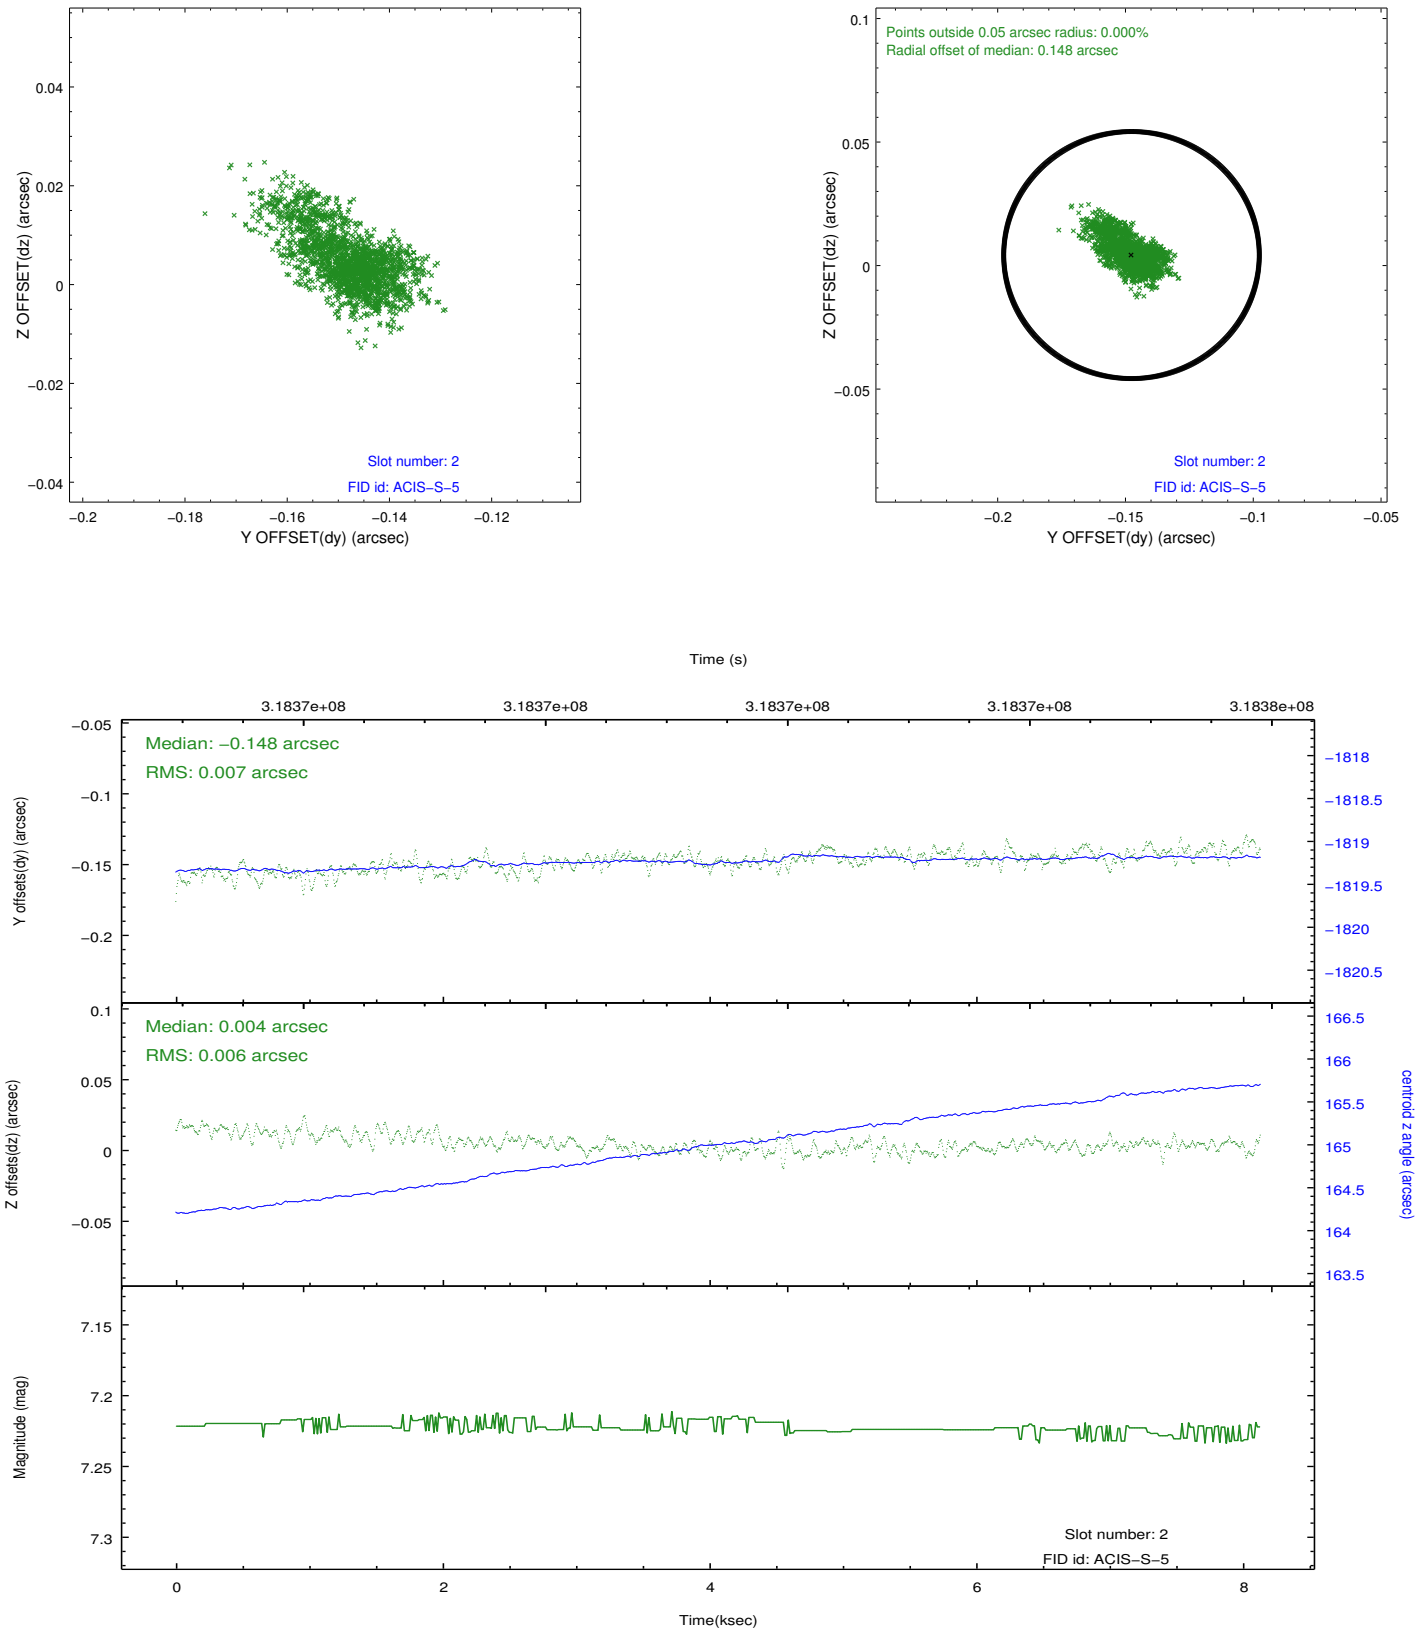 0.04
0.02
0
−0.02
−0.04
Z OFFSET(dz) (arcsec)
Slot number: 2
FID id: ACIS−S−5
−0.2
−0.18
−0.16
−0.14
−0.12
Y OFFSET(dy) (arcsec)
0.1
0.05
0
−0.05
Z OFFSET(dz) (arcsec)
Points outside 0.05 arcsec radius: 0.000%
Radial offset of median: 0.148 arcsec
Slot number: 2
FID id: ACIS−S−5
−0.2
−0.15
−0.1
−0.05
Y OFFSET(dy) (arcsec)
Time (s)
3.1837e+08
3.1837e+08
3.1837e+08
3.1837e+08
3.1838e+08
−0.05
−0.1
−0.15
−0.2
Y offsets(dy) (arcsec)
Median: −0.148 arcsec
RMS: 0.007 arcsec
−1818
−1818.5
−1819
−1819.5
−1820
−1820.5
0.1
0.05
0
−0.05
Z offsets(dz) (arcsec)
Median: 0.004 arcsec
RMS: 0.006 arcsec
166.5
166
165.5
165
164.5
164
163.5
centroid z angle (arcsec)
7.15
7.2
7.25
7.3
Magnitude (mag)
Slot number: 2
FID id: ACIS−S−5
0
2
4
6
8
Time(ksec)